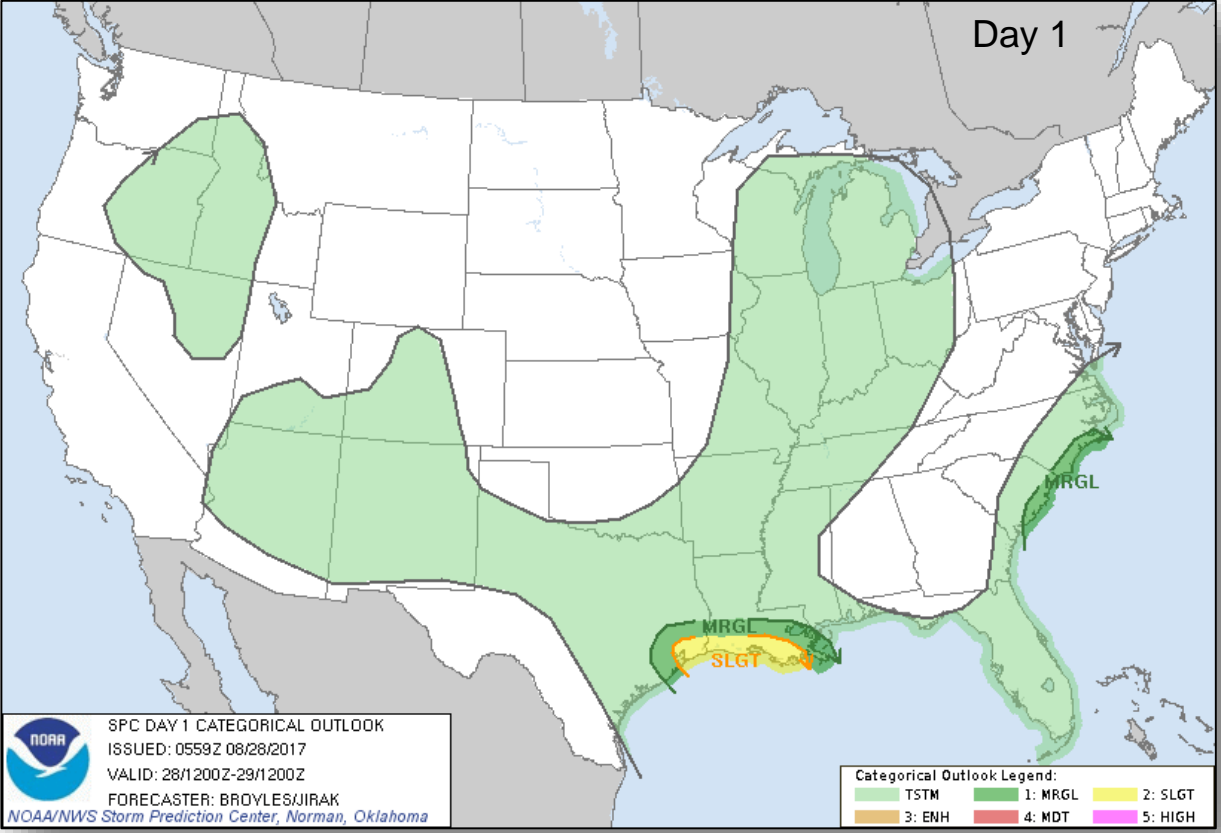 Day 1
MRGL
MRGL
SLGT
NOAA
SPC DAY 1 CATEGORICAL OUTLOOK
ISSUED: 0559Z 08/28/2017
VALID: 28/1200Z-29/1200Z
FORECASTER: BROYLES/JIRAK
NOAA/NWS Storm Prediction Center, Norman, Oklahoma
Categorical Outlook Legend:
TSTM 1: MRGL 2: SLGT
3: ENH 4: MDT 5: HIGH